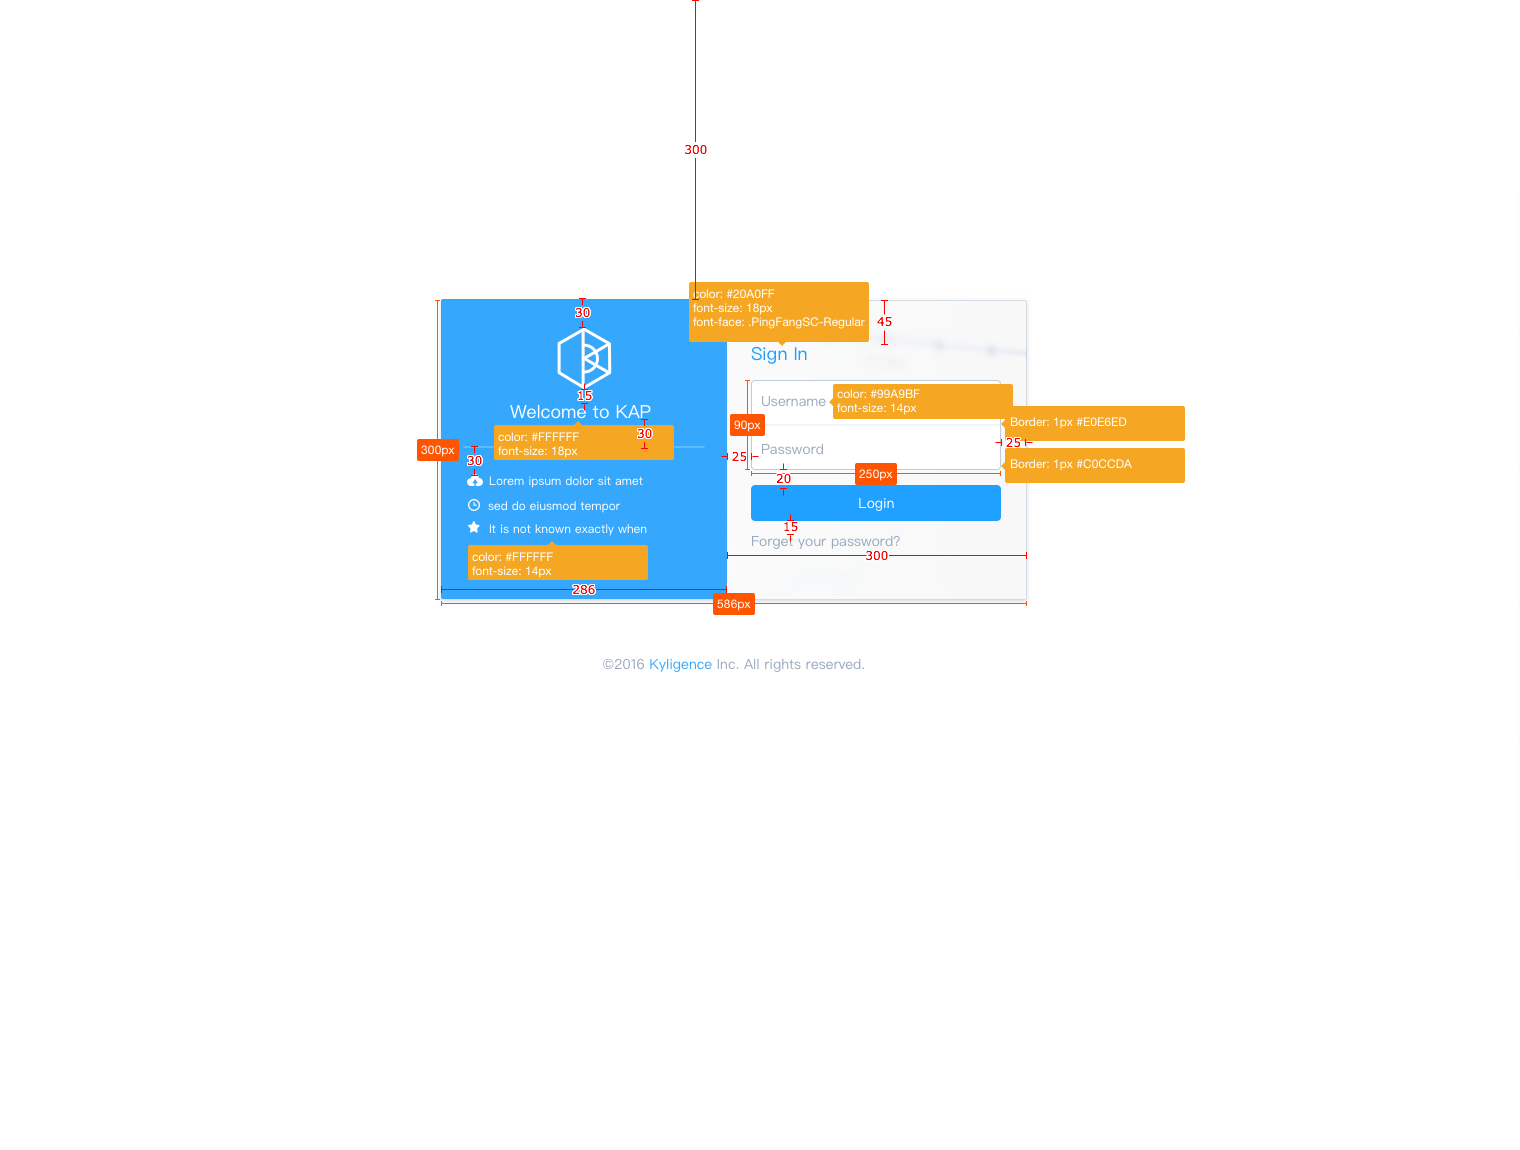 300
color: #20A0FF
font-size: 18px
font-face: .PingFangSC-Regular
30
45
Sign In
15
Username
color: #99A9BF
font-size: 14px
Welcome to KAP
90px
Border: 1px #E0E6ED
color: #FFFFFF
font-size: 18px
30
300px
30
25
Password
25
Border: 1px #C0CCDA
250px
20
Lorem ipsum dolor sit amet
sed do eiusmod tempor
Login
It is not known exactly when
15
Forget your password?
color: #FFFFFF
font-size: 14px
300
286
586px
©2016 Kyligence Inc. All rights reserved.